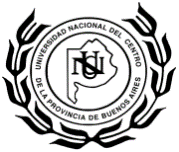 UNIVERSIDAD NACIONAL DEL CENTRO
DE LA PROVINCIA DE BUENOS AIRES